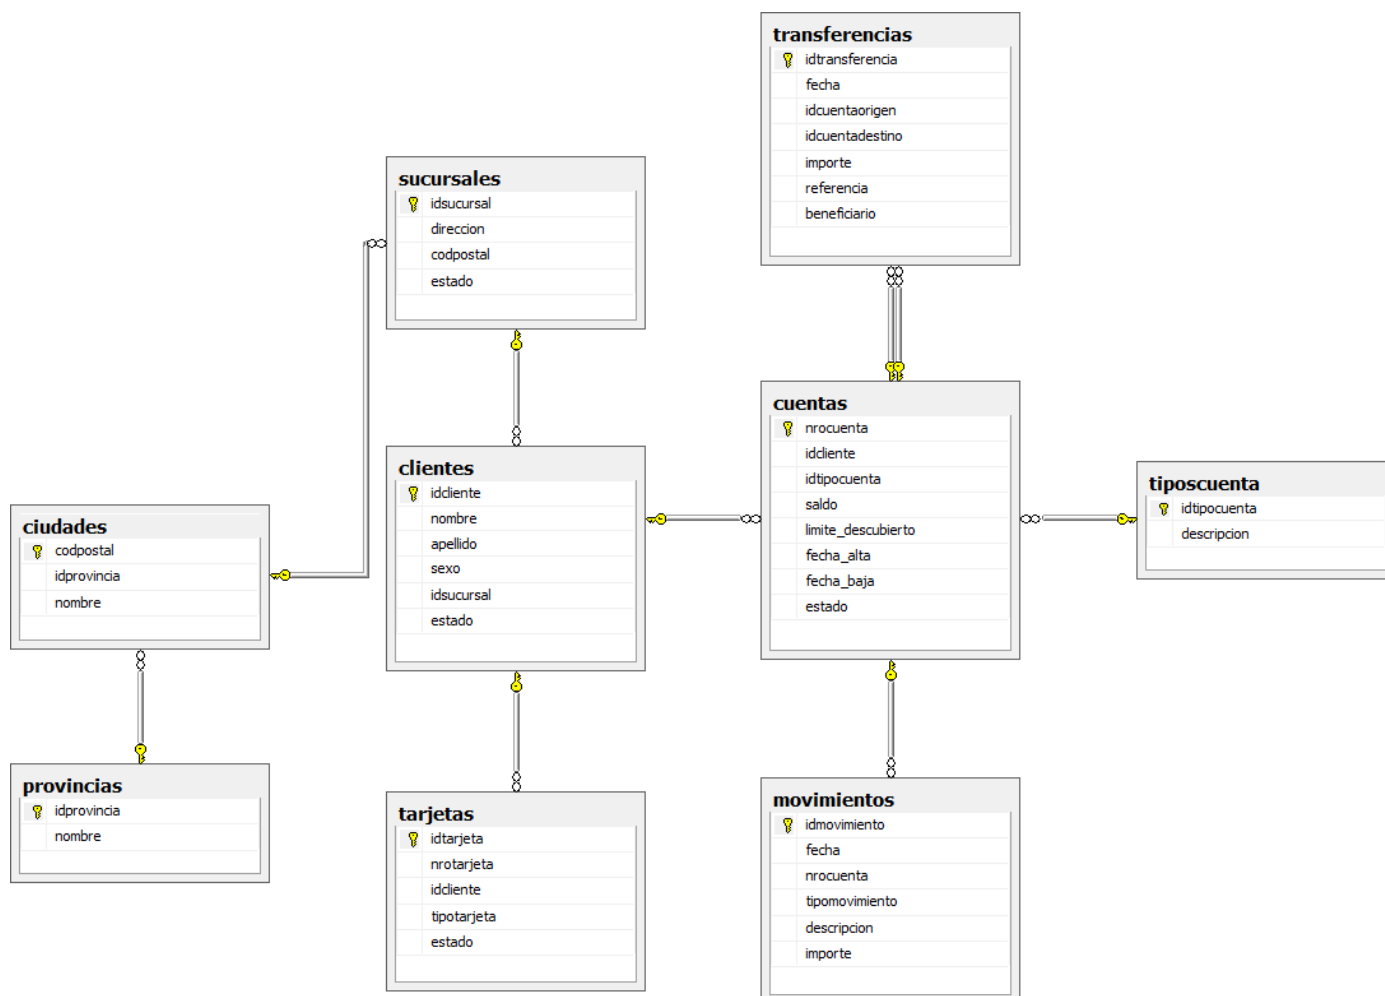 transferencias
idtransferencia
fecha
idcuentaorigen
idcuentadestino
importe
referencia
beneficiario
sucursales
idsucursal
direccion
codpostal
estado
clientes
idcliente
nombre
apellido
sexo
idsucursal
estado
cuentas
nrocuenta
idcliente
idtipocuenta
saldo
limite_descubierto
fecha_alta
fecha_baja
estado
tiposcuenta
idtipocuenta
descripcion
ciudades
codpostal
idprovincia
nombre
provincias
idprovincia
nombre
tarjetas
idtarjeta
nrotarjeta
idcliente
tipotarjeta
estado
movimientos
idmovimiento
fecha
nrocuenta
tipomovimiento
descripcion
importe